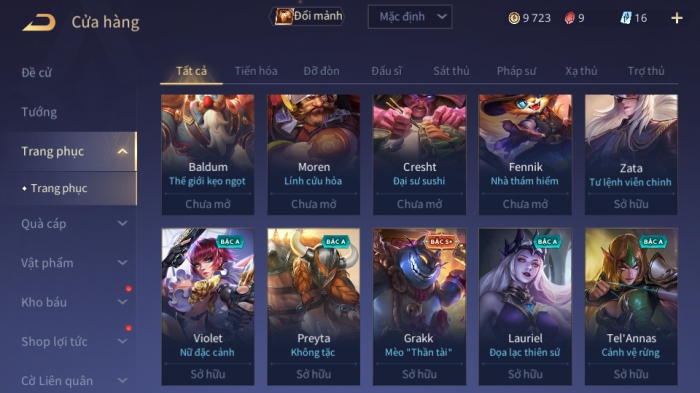 Cửa hàng
Đổi mảnh
Mặc định
9 723
9
16
Đề cử
Tướng
Trang phục
Trang phục
Quà cáp
Vật phẩm
Kho báu
Shop lợi tức
Cờ Liên quân
Tất cả
Tiến hóa
Đỡ đòn
Đấu sĩ
Sát thủ
Pháp sư
Xạ thủ
Trợ thủ
Baldum
Thế giới kẹo ngọt
Chưa mở
Moren
Lính cứu hỏa
Chưa mở
Cresht
Đại sư sushi
Chưa mở
Fennik
Nhà thám hiểm
Chưa mở
Zata
Tư lệnh viễn chinh
Sở hữu
BẬC A
Violet
Nữ đặc cảnh
Sở hữu
BẬC A
Preyta
Không tặc
Sở hữu
BẬC S+
Grakk
Mèo "Thần tài"
Sở hữu
BẬC A
Lauriel
Đọa lạc thiên sứ
Sở hữu
BẬC A
Tel'Annas
Cảnh vệ rừng
Sở hữu